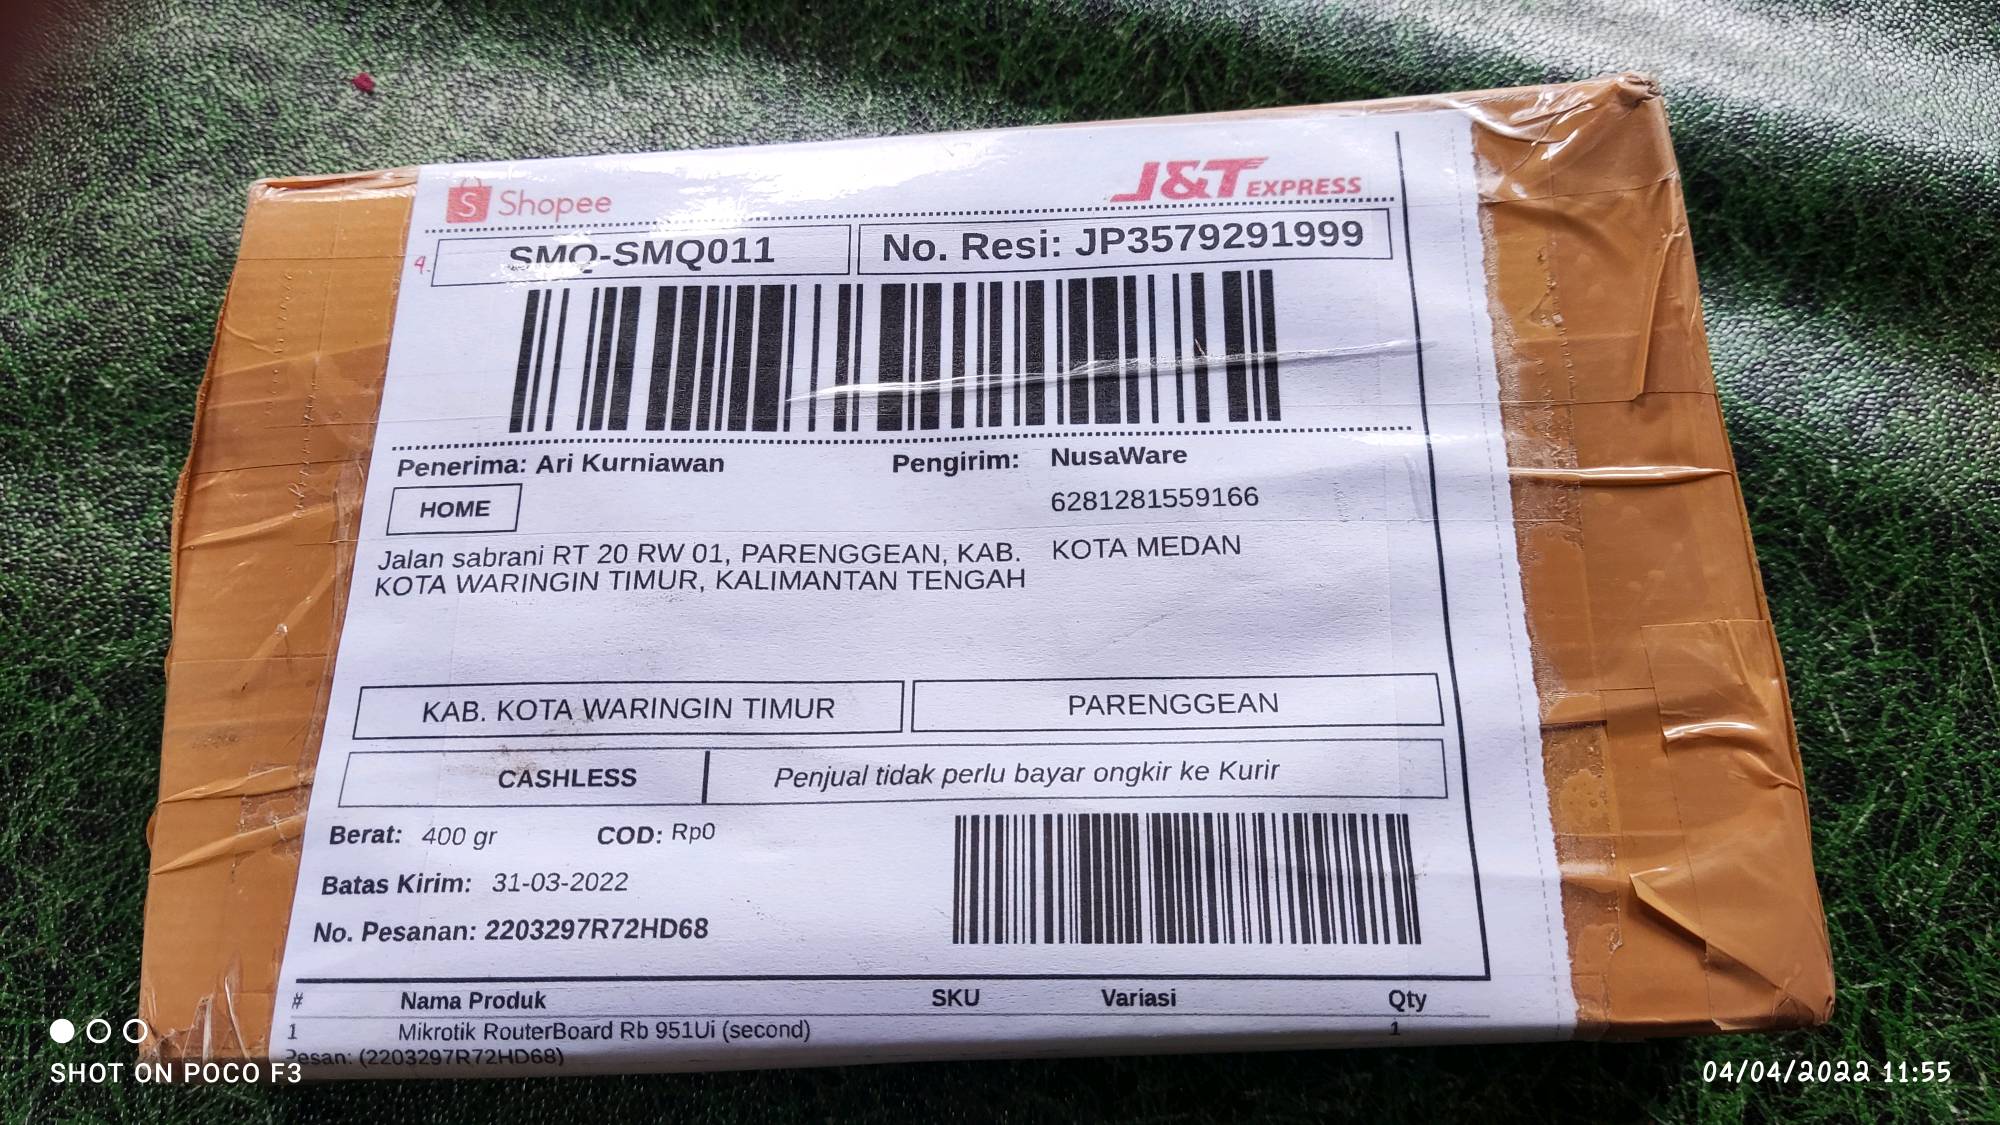 Shopee
J&T EXPRESS
SMQ-SMQ011
No. Resi: JP3579291999
4.
Penerima: Ari Kurniawan
Pengirim: NusaWare
HOME
6281281559166
Jalan sabrani RT 20 RW 01, PARENGGEAN, KAB.
KOTA MEDAN
KOTA WARINGIN TIMUR, KALIMANTAN TENGAH
KAB. KOTA WARINGIN TIMUR
PARENGGEAN
CASHLESS
Penjual tidak perlu bayar ongkir ke Kurir
Berat: 400 gr
COD: Rp0
Batas Kirim: 31-03-2022
No. Pesanan: 2203297R72HD68
# Nama Produk SKU Variasi Qty
1 Mikrotik RouterBoard Rb 951Ui (second) 1
Pesan: (2203297R72HD68)
SHOT ON POCO F3
04/04/2022 11:55